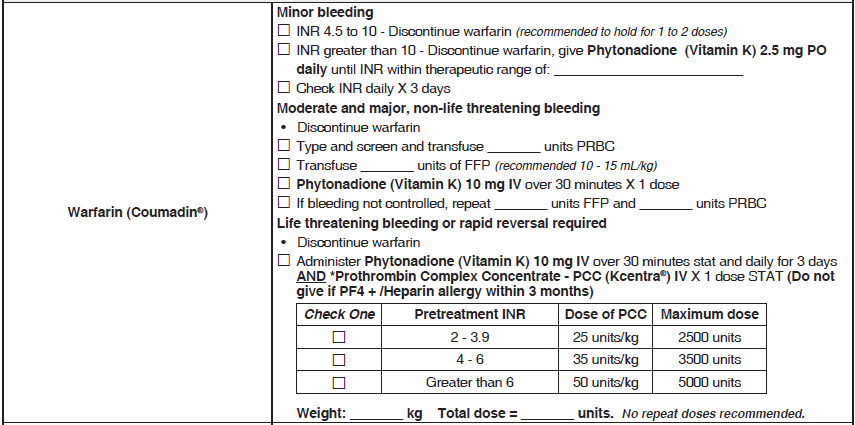 Warfarin (Coumadin®)
Minor bleeding
☐ INR 4.5 to 10 - Discontinue warfarin (recommended to hold for 1 to 2 doses)
☐ INR greater than 10 - Discontinue warfarin, give Phytonadione (Vitamin K) 2.5 mg PO
daily until INR within therapeutic range of: ________________________
☐ Check INR daily X 3 days
Moderate and major, non-life threatening bleeding
• Discontinue warfarin
☐ Type and screen and transfuse _______ units PRBC
☐ Transfuse _______ units of FFP (recommended 10 - 15 mL/kg)
☐ Phytonadione (Vitamin K) 10 mg IV over 30 minutes X 1 dose
☐ If bleeding not controlled, repeat _______ units FFP and _______ units PRBC
Life threatening bleeding or rapid reversal required
• Discontinue warfarin
☐ Administer Phytonadione (Vitamin K) 10 mg IV over 30 minutes stat and daily for 3 days
AND *Prothrombin Complex Concentrate - PCC (Kcentra®) IV X 1 dose STAT (Do not
give if PF4 + /Heparin allergy within 3 months)
Check One Pretreatment INR Dose of PCC Maximum dose
☐ 2 - 3.9 25 units/kg 2500 units
☐ 4 - 6 35 units/kg 3500 units
☐ Greater than 6 50 units/kg 5000 units
Weight: _______ kg Total dose = _______ units. No repeat doses recommended.